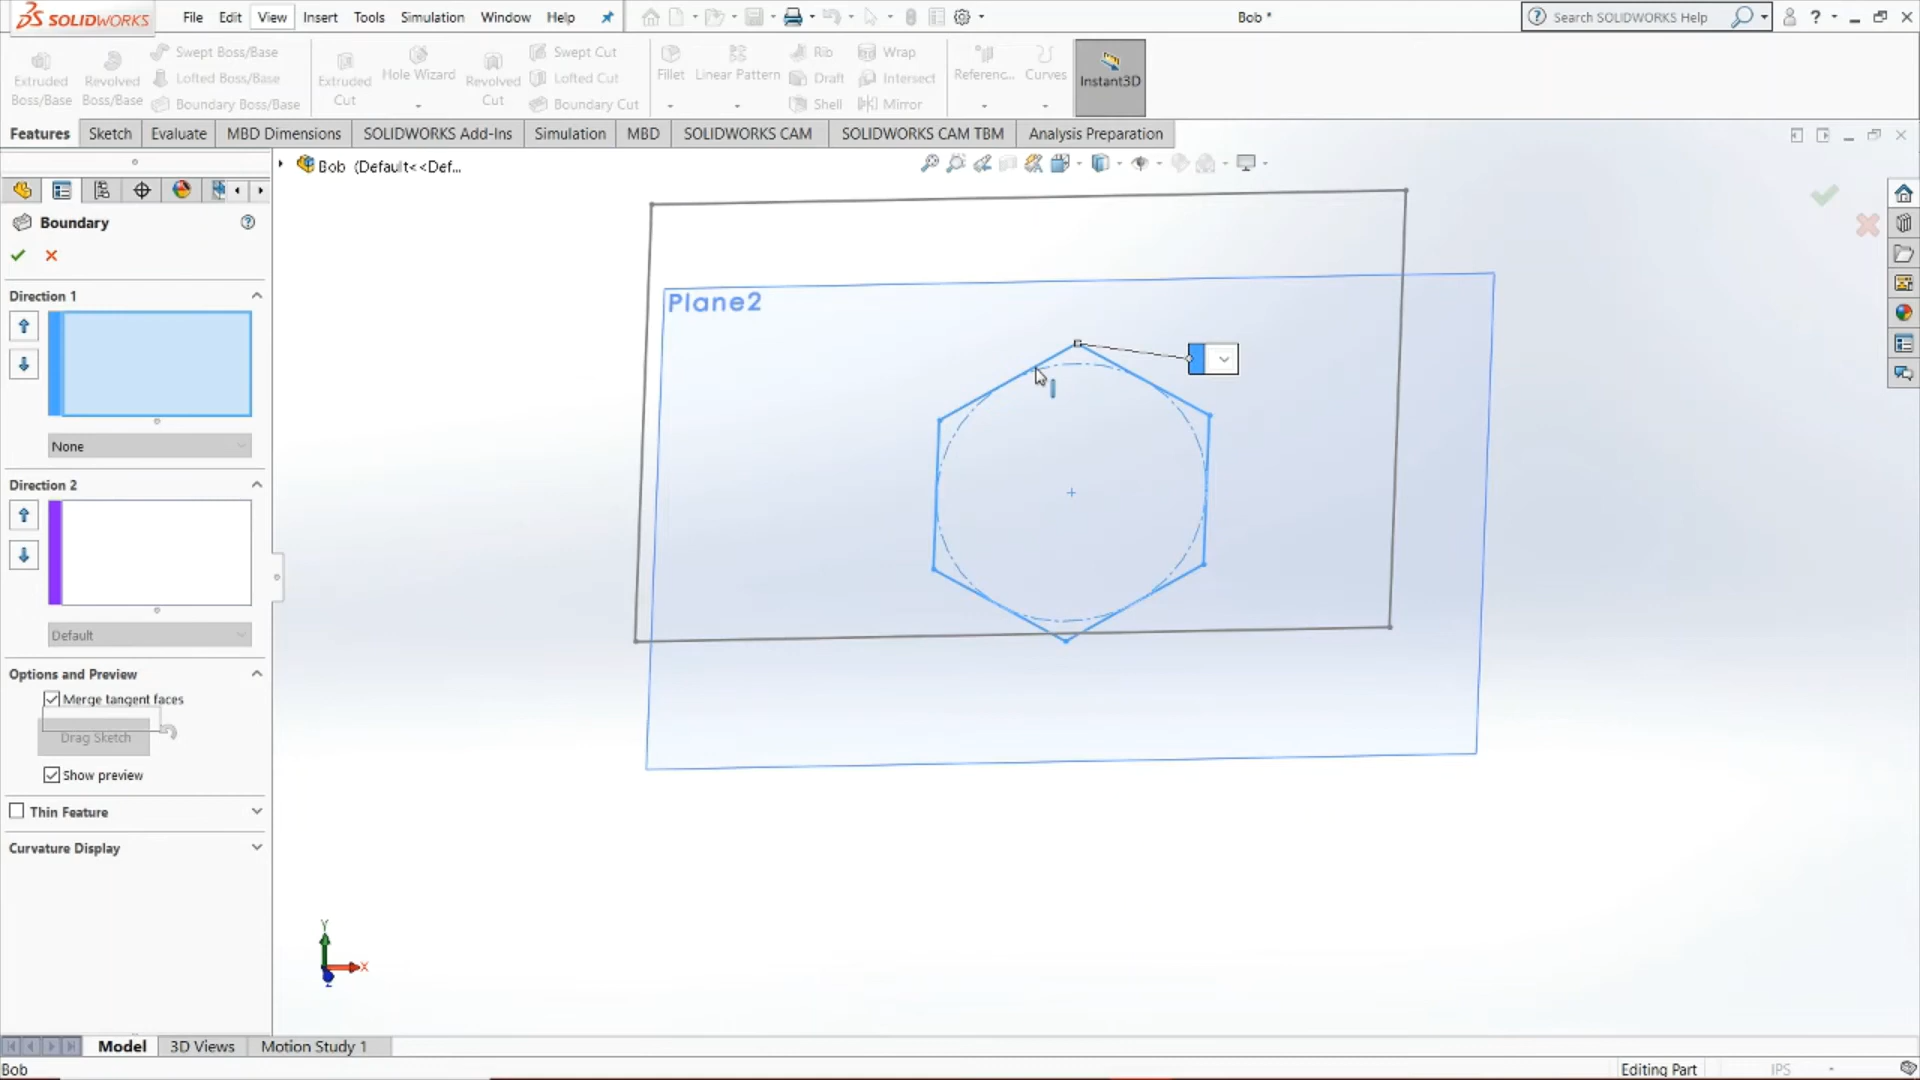 SOLIDWORKS File Edit View Insert Tools Simulation Window Help Bob * Search SOLIDWORKS Help ?
Extruded Boss/Base
Revolved Boss/Base
Swept Boss/Base
Lofted Boss/Base
Boundary Boss/Base
Extruded Cut
Hole Wizard
Revolved Cut
Swept Cut
Lofted Cut
Boundary Cut
Fillet
Linear Pattern
Rib
Draft
Shell
Wrap
Intersect
Mirror
Referenc...
Curves
Instant3D
Features Sketch Evaluate MBD Dimensions SOLIDWORKS Add-Ins Simulation MBD SOLIDWORKS CAM SOLIDWORKS CAM TBM Analysis Preparation
Bob (Default<<Def...
Boundary ?
Direction 1
None
Direction 2
Default
Options and Preview
Merge tangent faces
Drag Sketch
Show preview
Thin Feature
Curvature Display
Plane2
Y
X
Z
Model 3D Views Motion Study 1
Bob Editing Part IPS